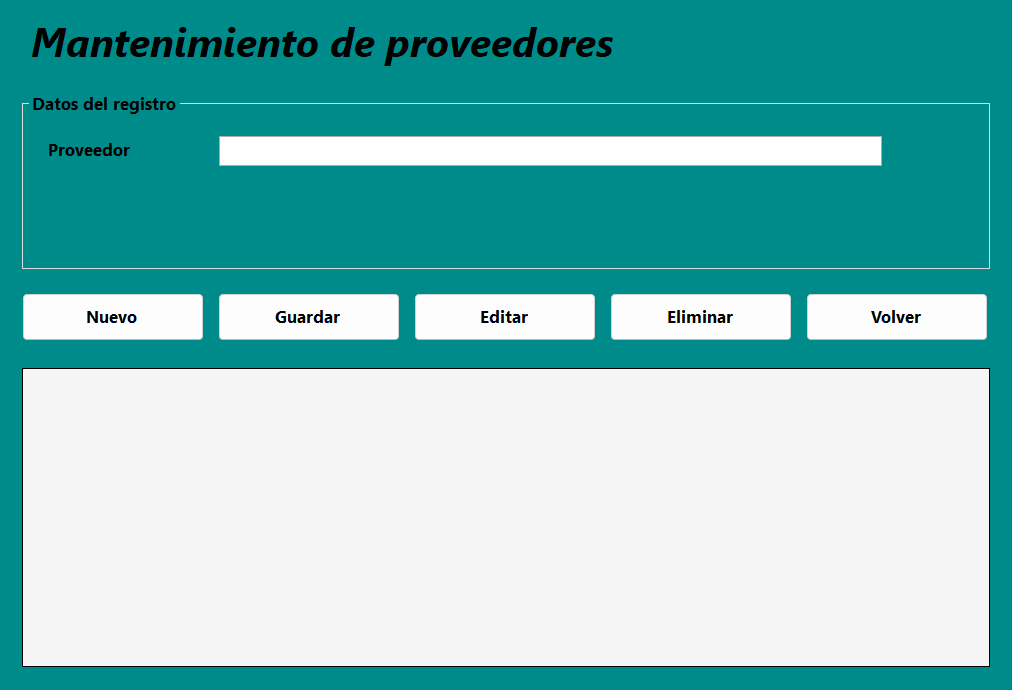 Mantenimiento de proveedores
Datos del registro
Proveedor
Nuevo Guardar Editar Eliminar Volver